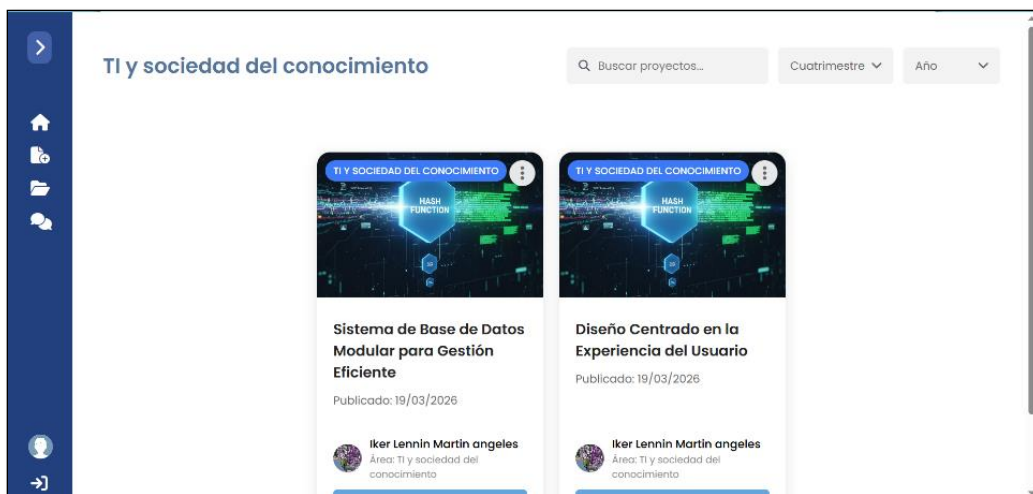 TI y sociedad del conocimiento
Buscar proyectos...
Cuatrimestre
Año
TI Y SOCIEDAD DEL CONOCIMIENTO
HASH
FUNCTION
Sistema de Base de Datos
Modular para Gestión
Eficiente
Publicado: 19/03/2026
Iker Lennin Martin angeles
Área: TI y sociedad del
conocimiento
TI Y SOCIEDAD DEL CONOCIMIENTO
HASH
FUNCTION
Diseño Centrado en la
Experiencia del Usuario
Publicado: 19/03/2026
Iker Lennin Martin angeles
Área: TI y sociedad del
conocimiento